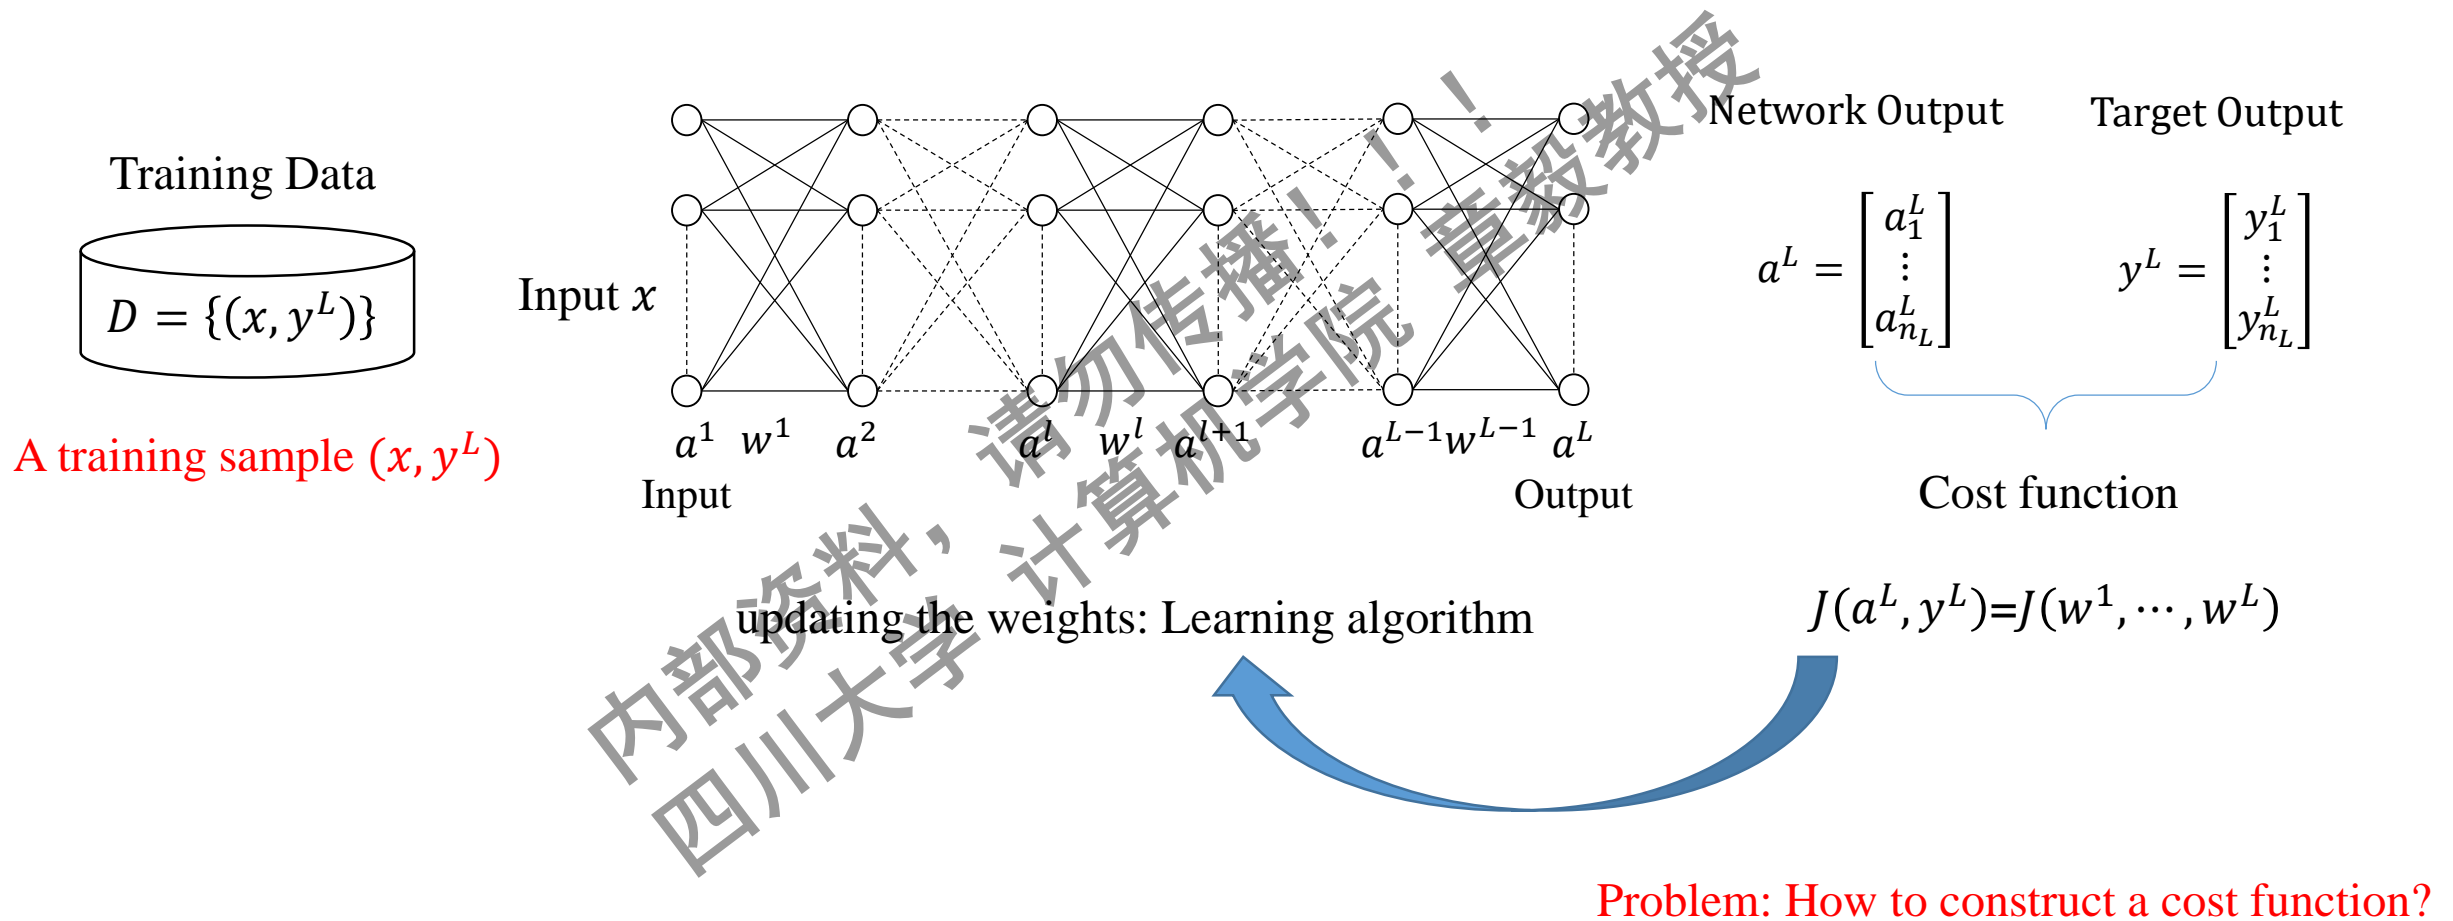 Training Data
D = {(x, y^L)}
A training sample (x, y^L)
Input x
a^1 w^1 a^2 a^l w^l a^{l+1} a^{L−1} w^{L−1} a^L
Input
Output
Network Output
Target Output
a^L = [a_1^L ⋮ a_{n_L}^L]
y^L = [y_1^L ⋮ y_{n_L}^L]
Cost function
J(a^L, y^L)=J(w^1, ⋯, w^L)
updating the weights: Learning algorithm
Problem: How to construct a cost function?
内部资料，请勿传播！！！！
四川大学 计算机学院 章毅教授